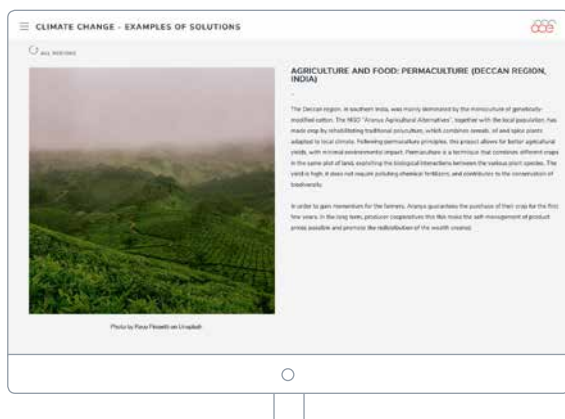 CLIMATE CHANGE - EXAMPLES OF SOLUTIONS
ALL REGIONS
AGRICULTURE AND FOOD: PERMACULTURE (DECCAN REGION,
INDIA)
The Deccan region, in southern India, was mainly dominated by the monoculture of genetically-
modified cotton. The NGO "Aranya Agricultural Alternatives", together with the local population, has
made crop by rehabilitating traditional polyculture, which combines cereals, oil and spice plants
adapted to local climate. Following permaculture principles, this project allows for better agricultural
yields, with minimal environmental impact. Permaculture is a technique that combines different crops
in the same plot of land, exploiting the biological interactions between the various plant species. The
yield is high, it does not require polluting chemical fertilizers, and contributes to the conservation of
biodiversity.
In order to gain momentum for the farmers, Aranya guarantees the purchase of their crop for the first
few years. In the long term, producer cooperatives like this make the self-management of product
prices possible and promote the redistribution of the wealth created.
Photo by on Unsplash